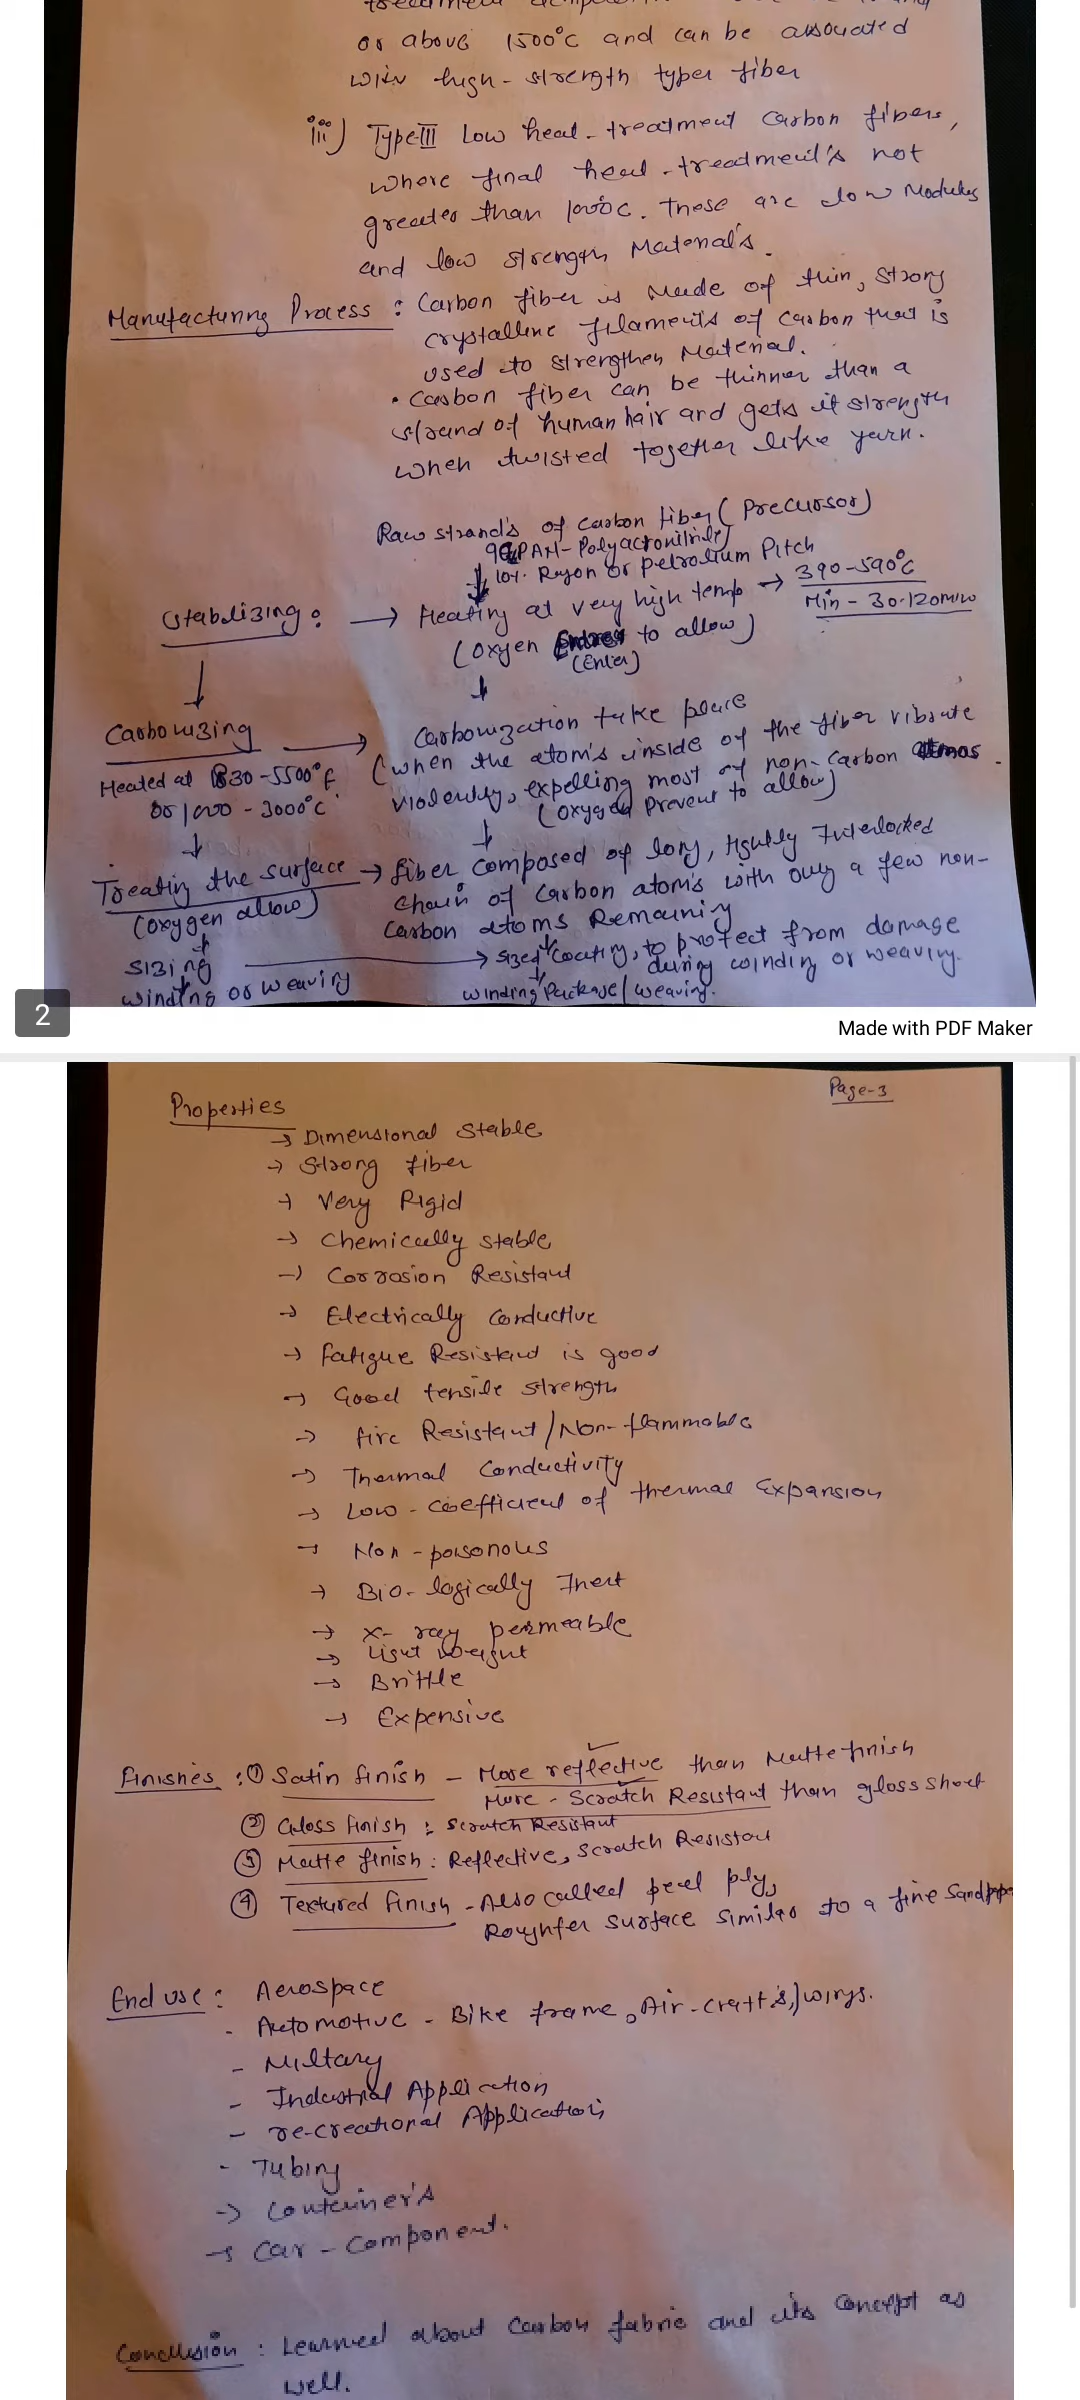 or above 1500°c and can be associated
with high-strength types fiber
iii) Type-III Low heat-treatment carbon fibers,
where final heat-treatment's not
greater than 1000°c. These are low Modulus
and low strength Material's.
Manufacturing Process : Carbon fiber is Made of thin, strong
crystalline filament's of carbon that is
used to strengthen Material.
• Carbon fiber can be thinner than a
strand of human hair and gets it strength
when twisted together like yarn.
Raw strand's of carbon fiber (Precursor)
PAN-Polyacronitrile
10%. Rayon or petroleum Pitch
Stabilizing : → Heating at very high temp → 390-590°C
Min - 30-120min
(oxygen to allow)
(Enter)
Carbonizing → Carbonization take place
(when the atom's inside of the fiber vibrate
Heated at 830-5500°F violently, expelling most of non-carbon
or 1000-3000°C (oxygen prevent to allow)
Treating the surface → fiber composed of long, tightly Interlocked
(oxygen allow) chain of carbon atom's with only a few non-
carbon atoms Remaining
sizing → sized/coating, to protect from damage
during winding or weaving.
winding or weaving winding Package/weaving.
2
Made with PDF Maker
Page-3
Properties
→ Dimensional stable
→ Strong fiber
→ Very Rigid
→ Chemically stable
→ Corrosion Resistant
→ Electrically Conductive
→ fatigue Resistant is good
→ Good tensile strength
→ fire Resistant/Non-flammable
→ Thermal Conductivity
→ Low-coefficient of thermal Expansion
→ Non-poisonous
→ Bio-logically Inert
→ x-ray permeable
→ Light weight
→ Brittle
→ Expensive
Finishes : ① Satin finish - More reflective than Matte finish
More-Scratch Resistant than gloss sheet
② Gloss finish : scratch Resistant
③ Matte finish : Reflective, scratch Resistant
④ Textured finish - Also called peel ply,
Roughfer surface similar to a fine sandpaper
End use : Aerospace
- Automotive - Bike frame, Air-craft's, wings.
- Military
- Industrial Application
- re-creational Application
- Tubing
→ Container's
→ Car-Component.
Conclusion : Learned about carbon fabric and its concept as
well.